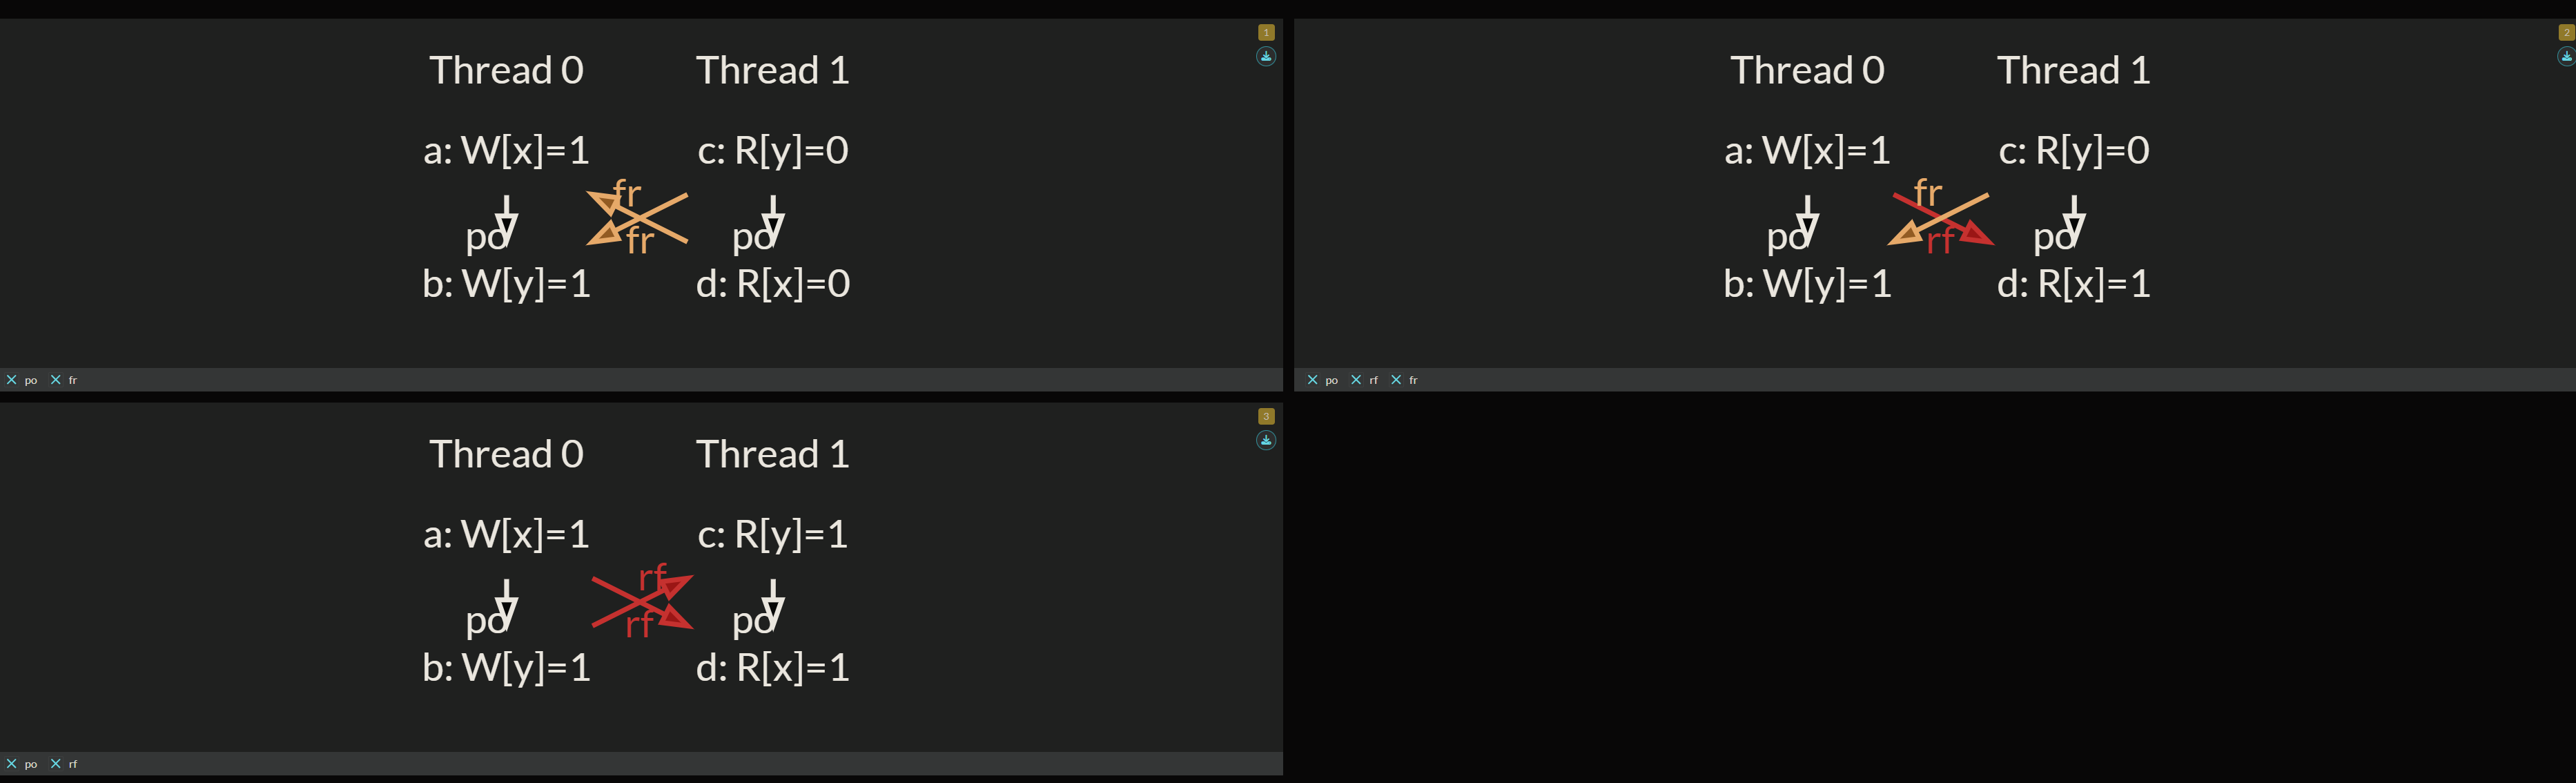 1
Thread 0 Thread 1
a: W[x]=1 c: R[y]=0
fr
po fr po
b: W[y]=1 d: R[x]=0
po fr
2
Thread 0 Thread 1
a: W[x]=1 c: R[y]=0
fr
po rf po
b: W[y]=1 d: R[x]=1
po rf fr
3
Thread 0 Thread 1
a: W[x]=1 c: R[y]=1
rf
po rf po
b: W[y]=1 d: R[x]=1
po rf